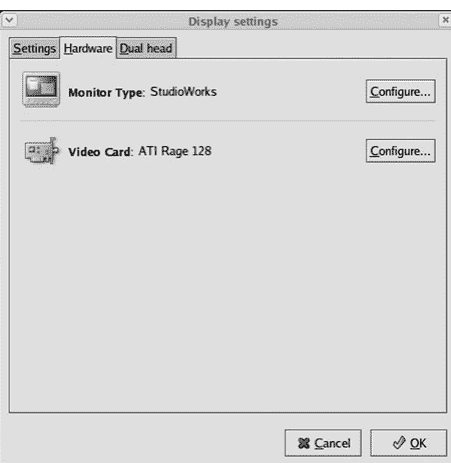 Display settings
Settings Hardware Dual head
Monitor Type: StudioWorks Configure...
Video Card: ATI Rage 128 Configure...
Cancel OK